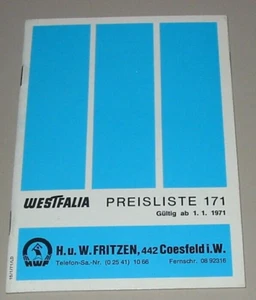 WESTFALIA PREISLISTE 171
Gültig ab 1. 1. 1971
HWF
H. u. W. FRITZEN, 442 Coesfeld i.W.
Telefon-Sa.-Nr. (0 25 41) 10 66 Fernschr. 08 92316